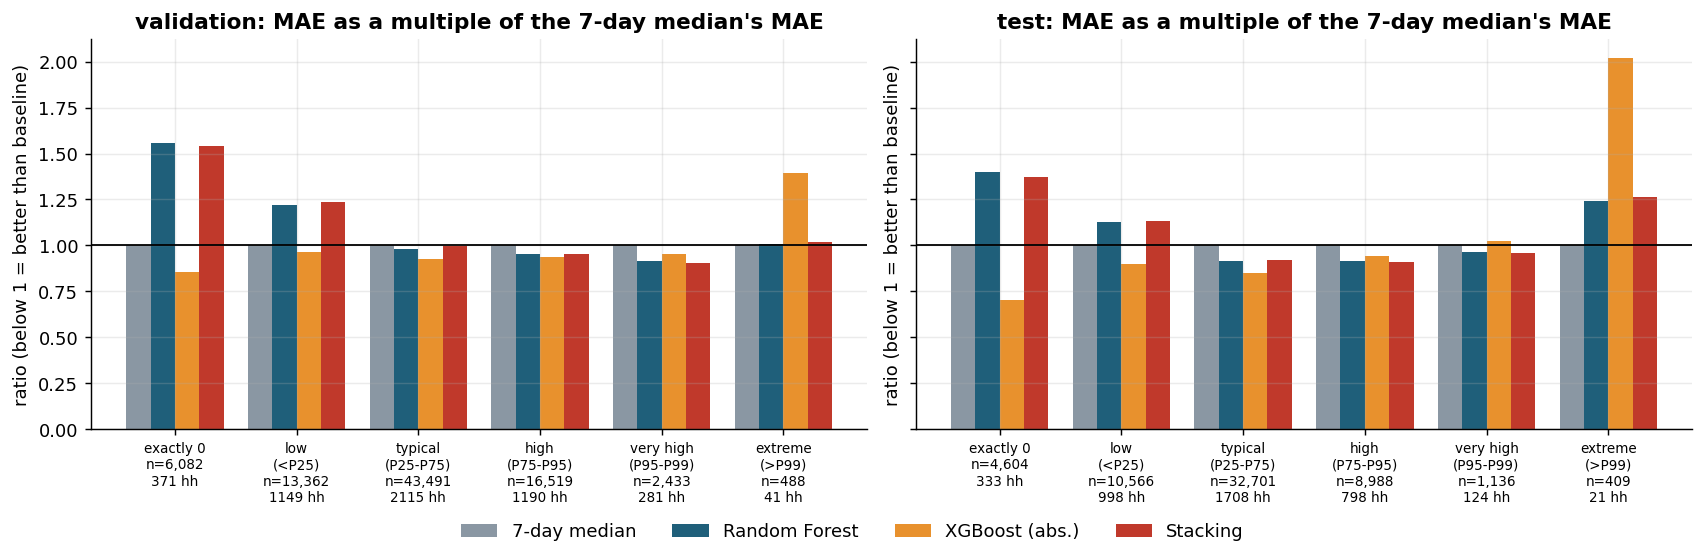 validation: MAE as a multiple of the 7-day median's MAE
ratio (below 1 = better than baseline)
2.00
1.75
1.50
1.25
1.00
0.75
0.50
0.25
0.00
exactly 0
n=6,082
371 hh
low
(<P25)
n=13,362
1149 hh
typical
(P25-P75)
n=43,491
2115 hh
high
(P75-P95)
n=16,519
1190 hh
very high
(P95-P99)
n=2,433
281 hh
extreme
(>P99)
n=488
41 hh
test: MAE as a multiple of the 7-day median's MAE
ratio (below 1 = better than baseline)
exactly 0
n=4,604
333 hh
low
(<P25)
n=10,566
998 hh
typical
(P25-P75)
n=32,701
1708 hh
high
(P75-P95)
n=8,988
798 hh
very high
(P95-P99)
n=1,136
124 hh
extreme
(>P99)
n=409
21 hh
7-day median
Random Forest
XGBoost (abs.)
Stacking